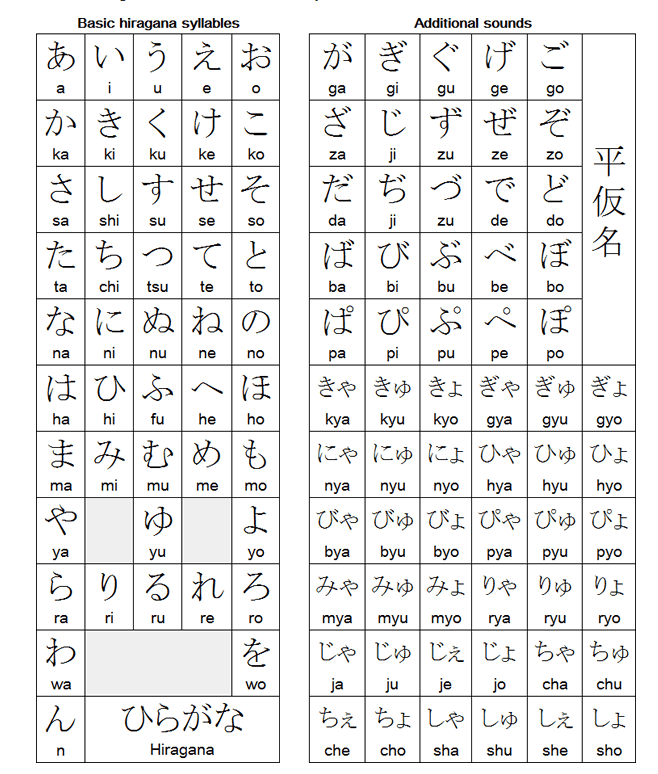 Basic hiragana syllables
あ い う え お
a i u e o
か き く け こ
ka ki ku ke ko
さ し す せ そ
sa shi su se so
た ち つ て と
ta chi tsu te to
な に ぬ ね の
na ni nu ne no
は ひ ふ へ ほ
ha hi fu he ho
ま み む め も
ma mi mu me mo
や ゆ よ
ya yu yo
ら り る れ ろ
ra ri ru re ro
わ を
wa wo
ん ひらがな
n Hiragana
Additional sounds
が ぎ ぐ げ ご
ga gi gu ge go
ざ じ ず ぜ ぞ
za ji zu ze zo
だ ぢ づ で ど
da ji zu de do
ば び ぶ べ ぼ
ba bi bu be bo
ぱ ぴ ぷ ぺ ぽ
pa pi pu pe po
平仮名
きゃ きゅ きょ ぎゃ ぎゅ ぎょ
kya kyu kyo gya gyu gyo
にゃ にゅ にょ ひゃ ひゅ ひょ
nya nyu nyo hya hyu hyo
びゃ びゅ びょ ぴゃ ぴゅ ぴょ
bya byu byo pya pyu pyo
みゃ みゅ みょ りゃ りゅ りょ
mya myu myo rya ryu ryo
じゃ じゅ じぇ じょ ちゃ ちゅ
ja ju je jo cha chu
ちぇ ちょ しゃ しゅ しぇ しょ
che cho sha shu she sho